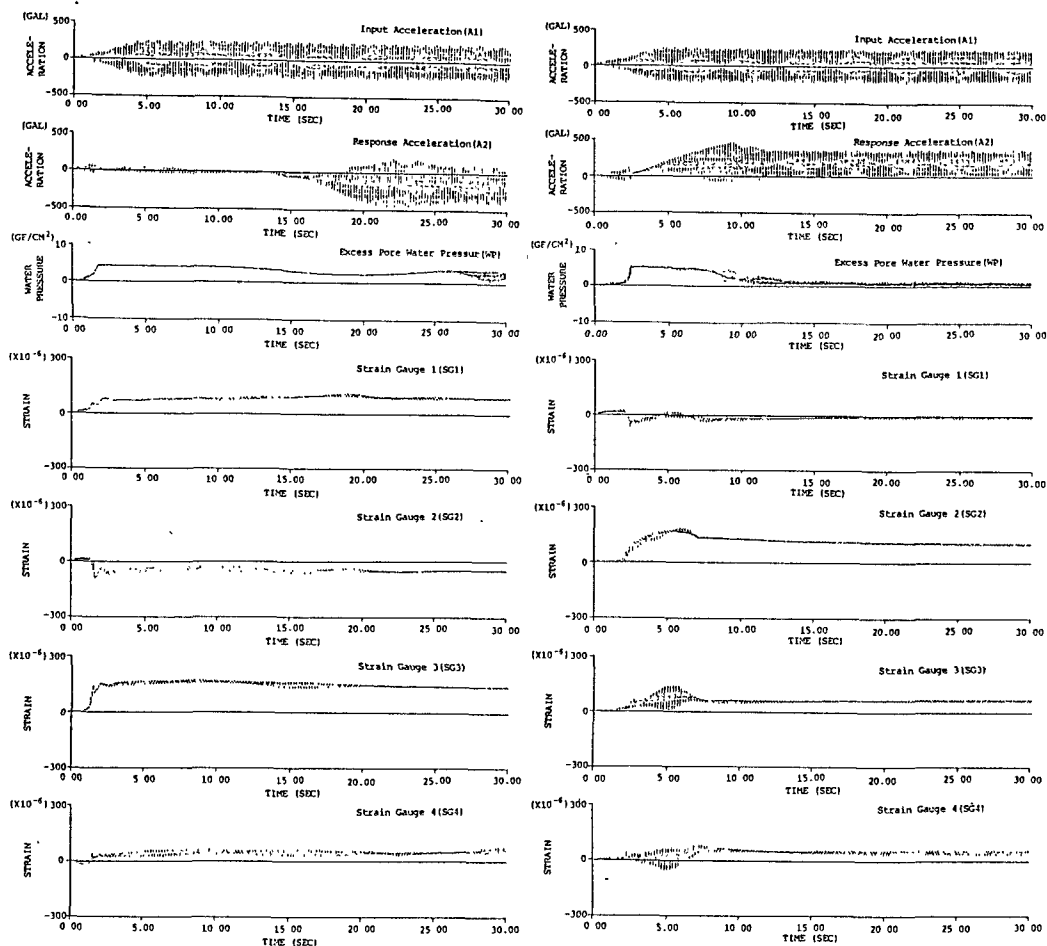 (GAL)
500
0
-500
ACCELE-
RATION
Input Acceleration(A1)
0 00 5.00 10 00 15 00 20 00 25.00 30 00
TIME (SEC)
(GAL)
500
0
-500
ACCELE-
RATION
Response Acceleration(A2)
0 00 5.00 10 00 15.00 20.00 25 00 30 00
TIME (SEC)
(GF/CM²)
10
0
-10
WATER
PRESSURE
Excess Pore Water Pressur(WP)
0 00 5.00 10 00 15 00 20 00 25.00 30 00
TIME (SEC)
(X10⁻⁶) 300
0
-300
STRAIN
Strain Gauge 1(SG1)
0 00 5 00 10 00 15 00 20 00 25.00 30 00
TIME (SEC)
(X10⁻⁶) 300
0
-300
STRAIN
Strain Gauge 2(SG2)
0 00 5 00 10 00 15 00 20 00 25.00 30 00
TIME (SEC)
(X10⁻⁶) 300
0
-300
STRAIN
Strain Gauge 3(SG3)
0 00 5 00 10 00 15 00 20.00 25.00 30.00
TIME (SEC)
(X10⁻⁶) 300
0
-300
STRAIN
Strain Gauge 4(SG4)
0 00 5 00 10 00 15 00 20 00 25.00 30 00
TIME (SEC)
(GAL)
500
0
-500
ACCELE-
RATION
Input Acceleration(A1)
0 00 5.00 10 00 15 00 20 00 25.00 30.00
TIME (SEC)
(GAL)
500
0
-500
ACCELE-
RATION
Response Acceleration(A2)
0 00 5.00 10 00 15.00 20 00 25 00 30 00
TIME (SEC)
(GF/CM²)
10
0
-10
WATER
PRESSURE
Excess Pore Water Pressure(WP)
0.00 5 00 10 00 15 00 20 00 25.00 30 00
TIME (SEC)
(X10⁻⁶) 300
0
-300
STRAIN
Strain Gauge 1(SG1)
0 00 5 00 10 00 15 00 20 00 25.00 30 00
TIME (SEC)
(X10⁻⁶) 300
0
-300
STRAIN
Strain Gauge 2(SG2)
0 00 5 00 10 00 15.00 20 00 25.00 30 00
TIME (SEC)
(X10⁻⁶) 300
0
-300
STRAIN
Strain Gauge 3(SG3)
0 00 5.00 10 00 15 00 20 00 25.00 30.00
TIME (SEC)
(X10⁻⁶) 300
0
-300
STRAIN
Strain Gauge 4(SG4)
0 00 5 00 10 00 15 00 20 00 25.00 30 00
TIME (SEC)